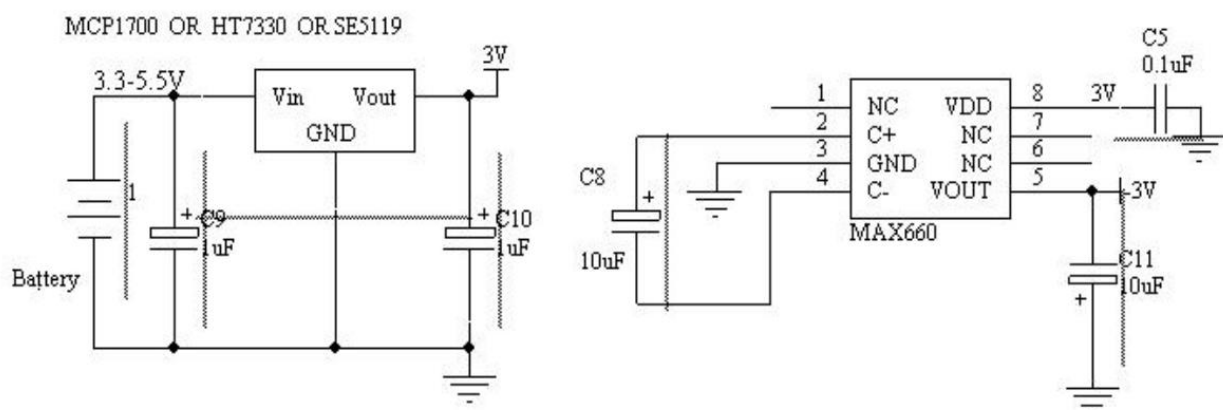 MCP1700 OR HT7330 OR SE5119
3.3-5.5V
Vin
Vout
GND
3V
1
C9
1uF
C10
1uF
Battery
C5
0.1uF
1
NC
VDD
8
3V
2
C+
NC
7
3
GND
NC
6
4
C-
VOUT
5
-3V
MAX660
C8
10uF
C11
10uF